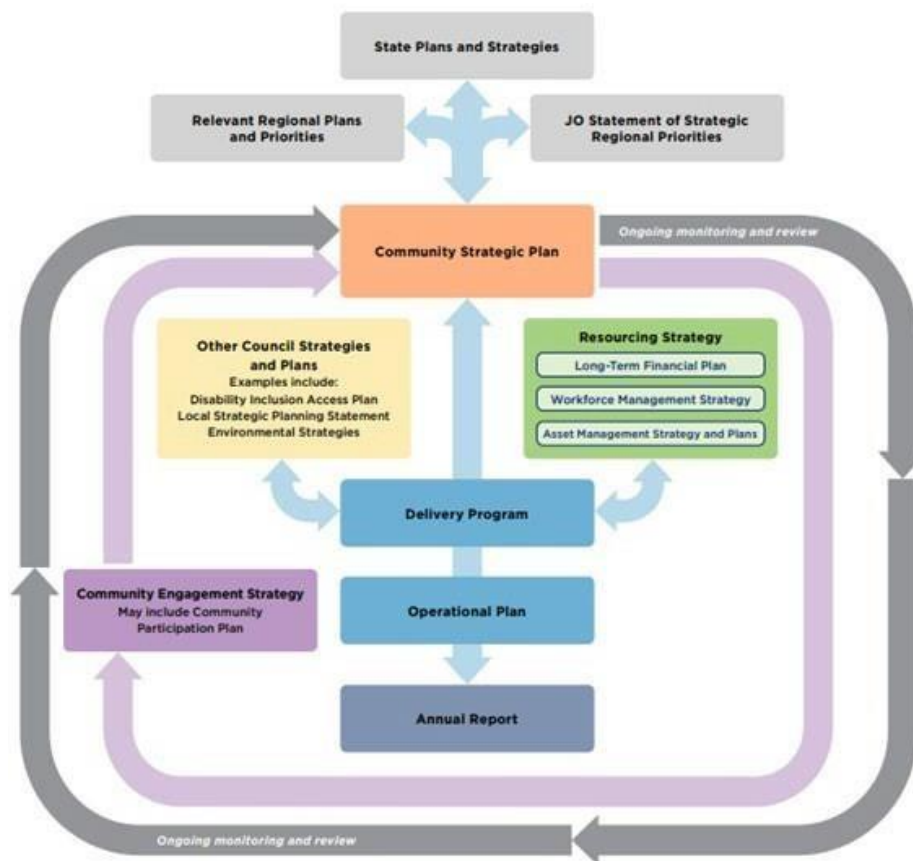 State Plans and Strategies
Relevant Regional Plans
and Priorities
JO Statement of Strategic
Regional Priorities
Community Strategic Plan
Ongoing monitoring and review
Other Council Strategies
and Plans
Examples include:
Disability Inclusion Access Plan
Local Strategic Planning Statement
Environmental Strategies
Resourcing Strategy
Long-Term Financial Plan
Workforce Management Strategy
Asset Management Strategy and Plans
Delivery Program
Community Engagement Strategy
May include Community
Participation Plan
Operational Plan
Annual Report
Ongoing monitoring and review